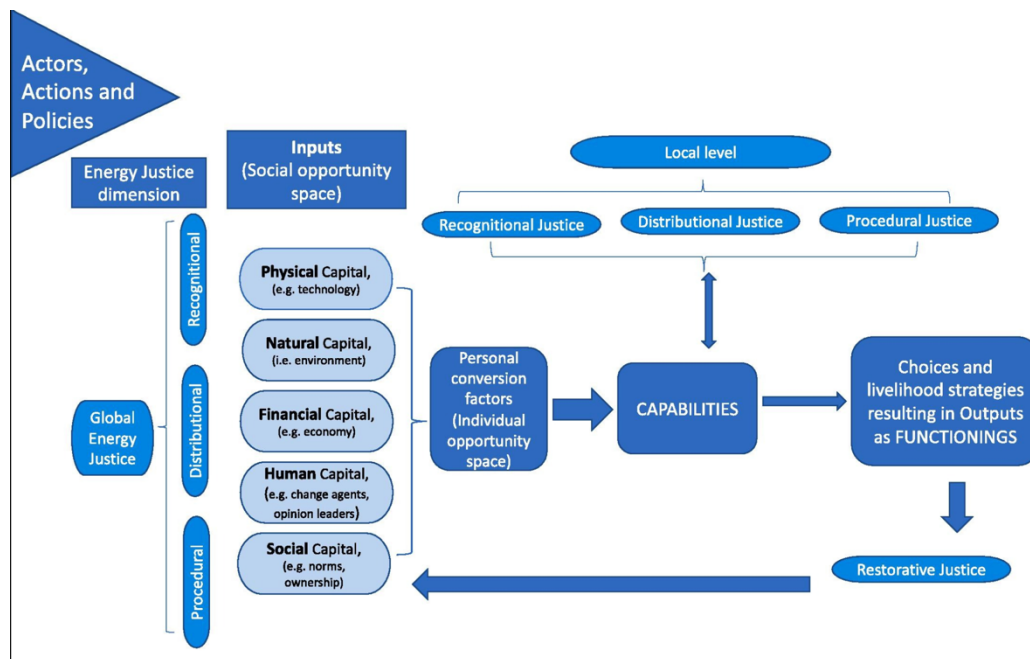 Actors,
Actions and
Policies
Energy Justice
dimension
Inputs
(Social opportunity
space)
Global
Energy
Justice
Recognitional
Distributional
Procedural
Physical Capital,
(e.g. technology)
Natural Capital,
(i.e. environment)
Financial Capital,
(e.g. economy)
Human Capital,
(e.g. change agents,
opinion leaders)
Social Capital,
(e.g. norms,
ownership)
Personal
conversion
factors
(Individual
opportunity
space)
Local level
Recognitional Justice
Distributional Justice
Procedural Justice
CAPABILITIES
Choices and
livelihood strategies
resulting in Outputs
as FUNCTIONINGS
Restorative Justice